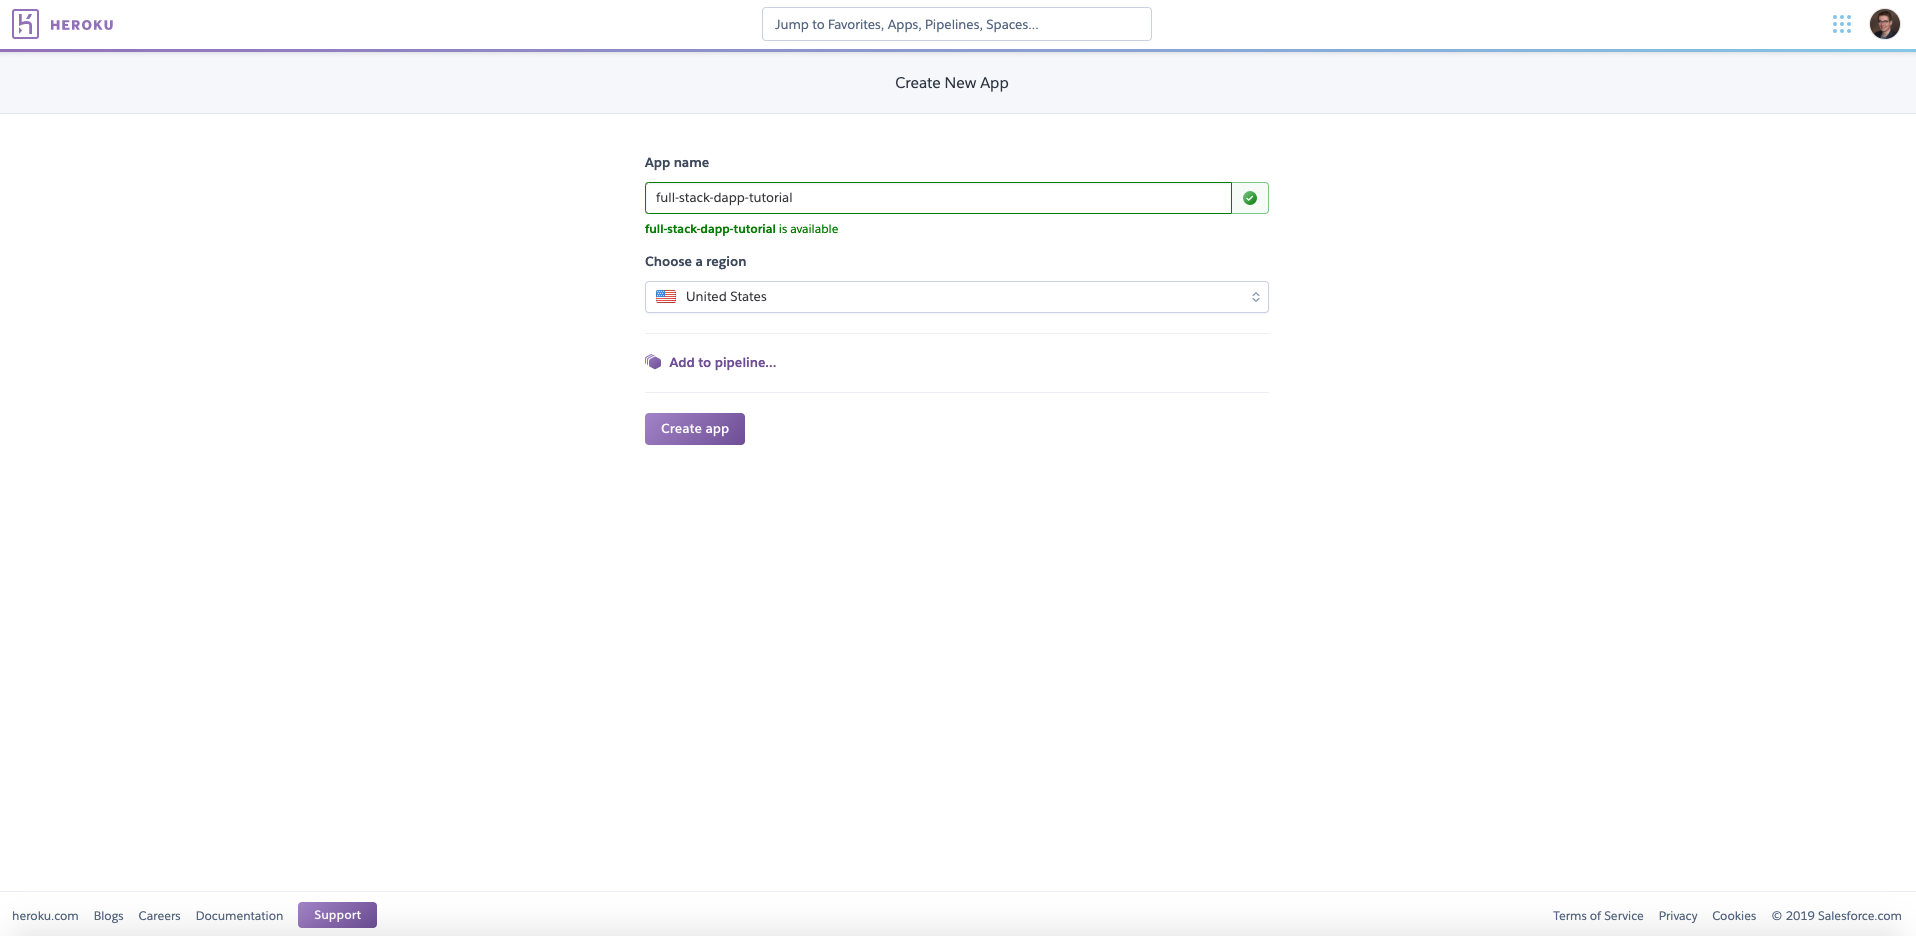 HEROKU
Jump to Favorites, Apps, Pipelines, Spaces...
Create New App
App name
full-stack-dapp-tutorial
full-stack-dapp-tutorial is available
Choose a region
United States
Add to pipeline...
Create app
heroku.com Blogs Careers Documentation Support Terms of Service Privacy Cookies © 2019 Salesforce.com